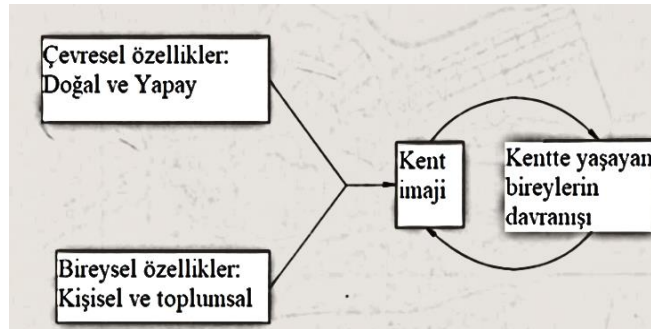 Çevresel özellikler:
Doğal ve Yapay
Kent
imaji
Kentte yaşayan
bireylerin
davranışı
Bireysel özellikler:
Kişisel ve toplumsal